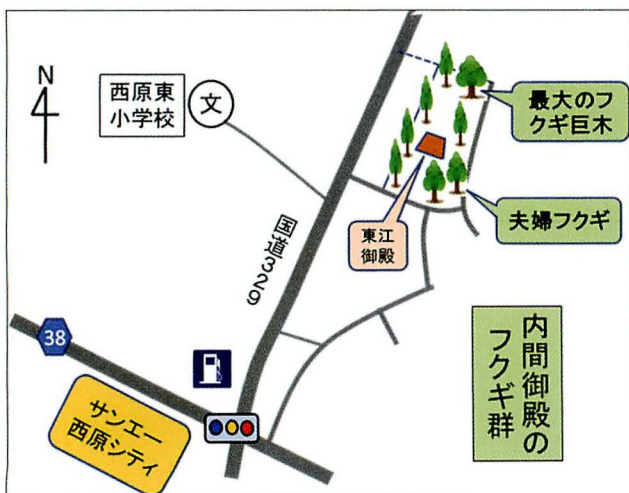 N
西原東
小学校
文
最大のフ
クギ巨木
夫婦フクギ
東江
御殿
国道329
38
サンエー
西原シティ
内間御殿の
フクギ群